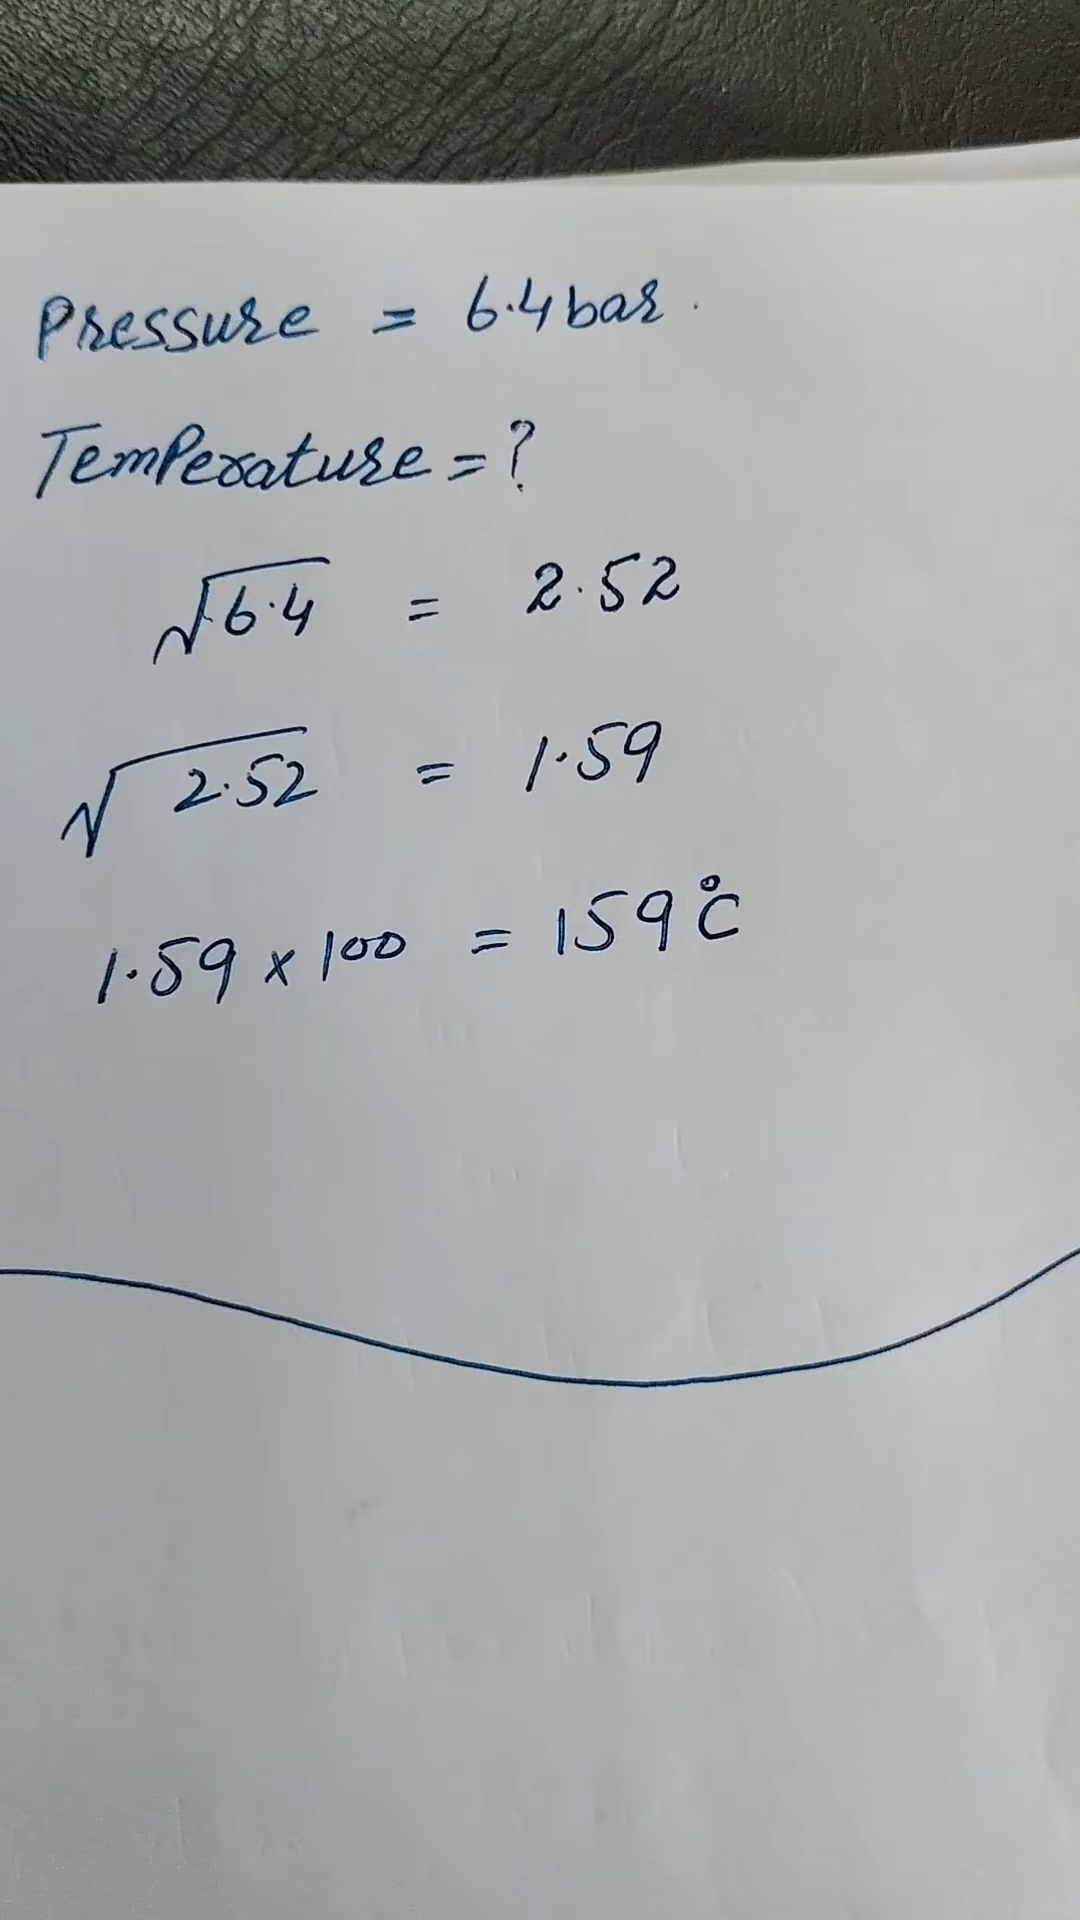 Pressure = 6.4 bar.
Temperature = ?
√6.4 = 2.52
√2.52 = 1.59
1.59 x 100 = 159°C